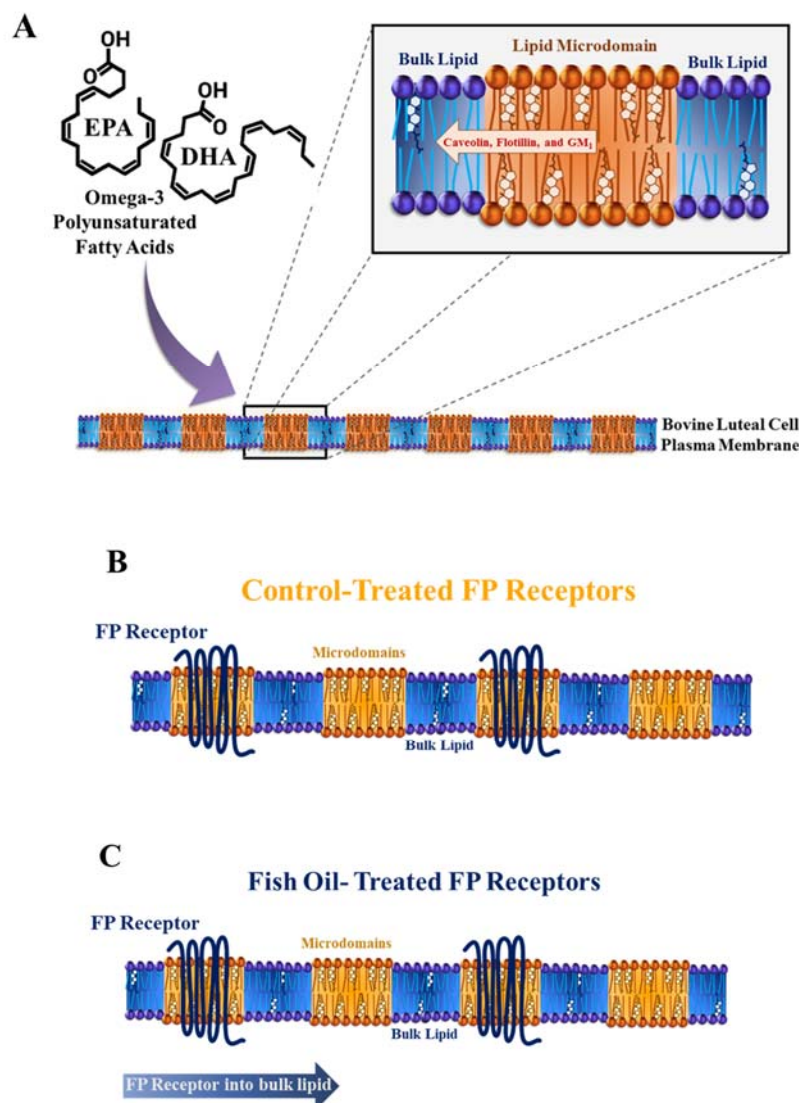 A
OH
O
EPA
OH
O
DHA
Omega-3
Polyunsaturated
Fatty Acids
Lipid Microdomain
Bulk Lipid
Bulk Lipid
Caveolin, Flotillin, and GM₁
Bovine Luteal Cell
Plasma Membrane
B
Control-Treated FP Receptors
FP Receptor
Microdomains
Bulk Lipid
C
Fish Oil- Treated FP Receptors
FP Receptor
Microdomains
Bulk Lipid
FP Receptor into bulk lipid